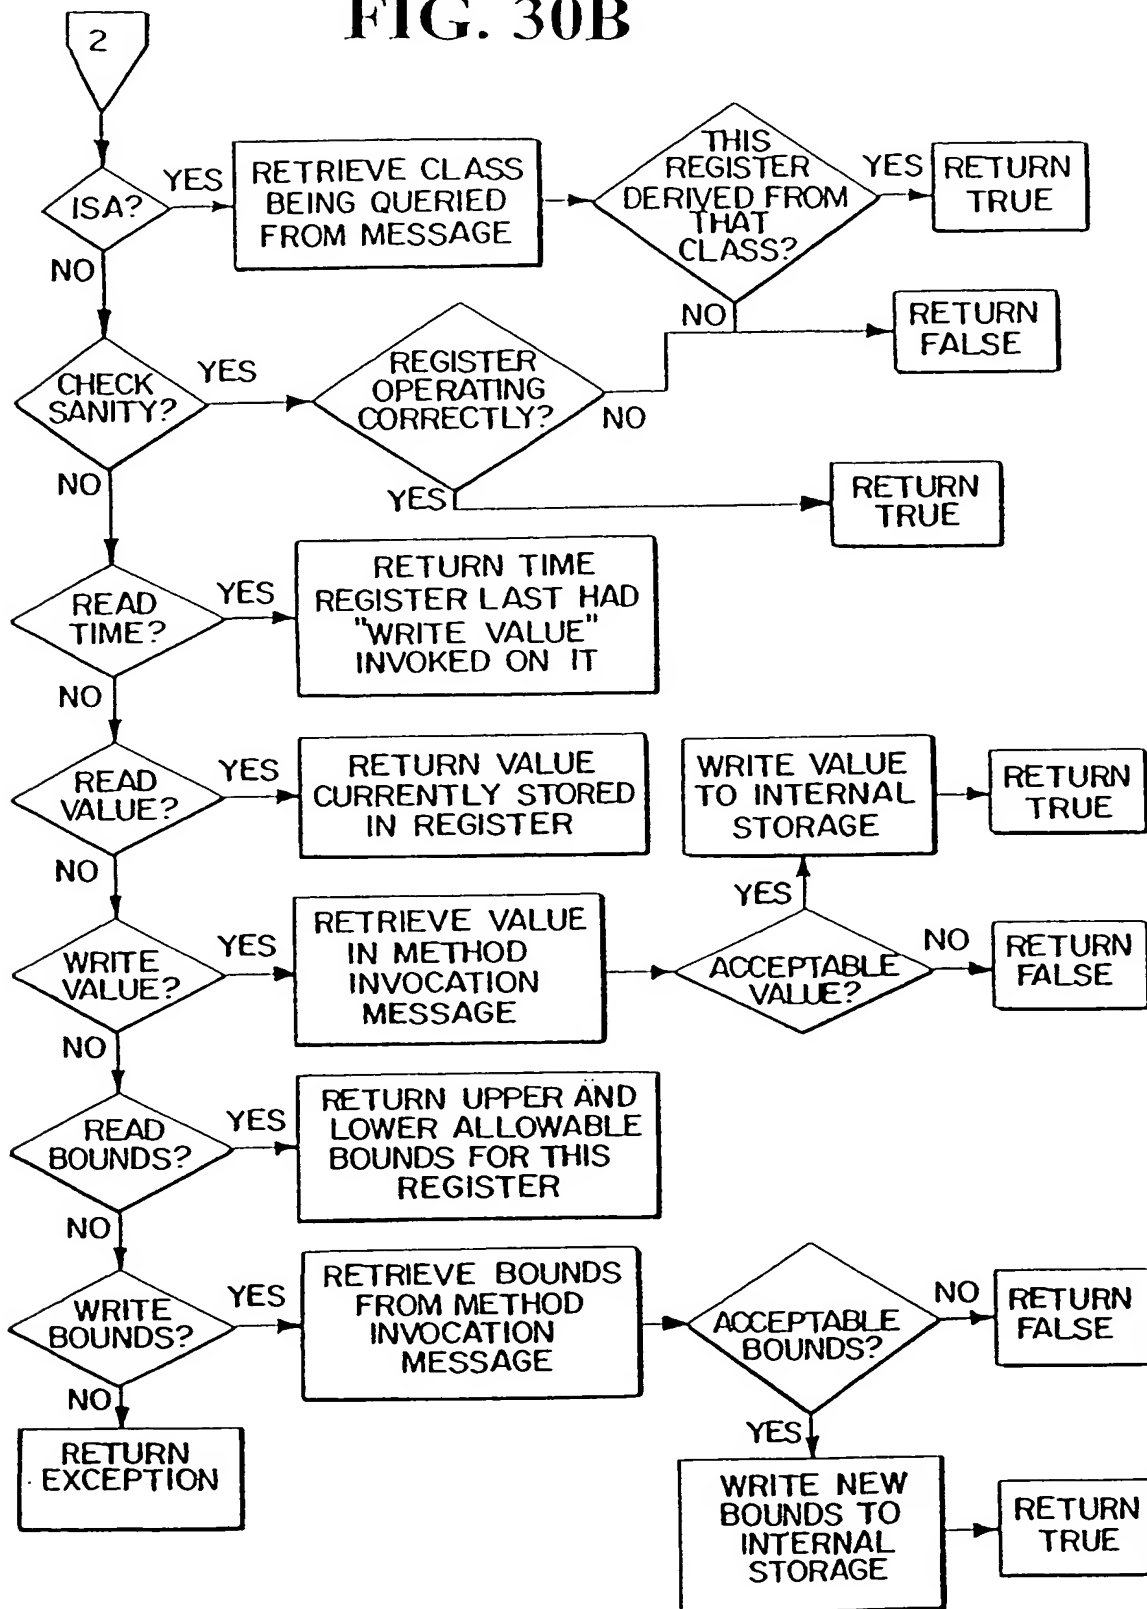 FIG. 30B
2
ISA?
YES
RETRIEVE CLASS
BEING QUERIED
FROM MESSAGE
THIS
REGISTER
DERIVED FROM
THAT
CLASS?
YES
RETURN
TRUE
NO
NO
RETURN
FALSE
CHECK
SANITY?
YES
REGISTER
OPERATING
CORRECTLY?
NO
NO
YES
RETURN
TRUE
READ
TIME?
YES
RETURN TIME
REGISTER LAST HAD
"WRITE VALUE"
INVOKED ON IT
NO
READ
VALUE?
YES
RETURN VALUE
CURRENTLY STORED
IN REGISTER
WRITE VALUE
TO INTERNAL
STORAGE
RETURN
TRUE
NO
YES
WRITE
VALUE?
YES
RETRIEVE VALUE
IN METHOD
INVOCATION
MESSAGE
ACCEPTABLE
VALUE?
NO
RETURN
FALSE
NO
READ
BOUNDS?
YES
RETURN UPPER AND
LOWER ALLOWABLE
BOUNDS FOR THIS
REGISTER
NO
WRITE
BOUNDS?
YES
RETRIEVE BOUNDS
FROM METHOD
INVOCATION
MESSAGE
ACCEPTABLE
BOUNDS?
NO
RETURN
FALSE
NO
YES
RETURN
EXCEPTION
WRITE NEW
BOUNDS TO
INTERNAL
STORAGE
RETURN
TRUE